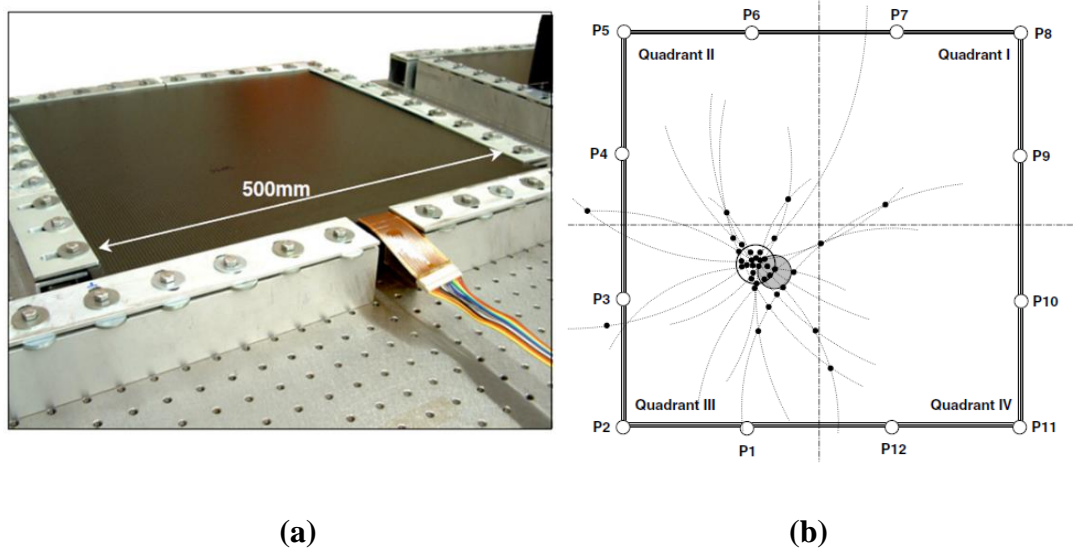 500mm
P5
P6
P7
P8
Quadrant II
Quadrant I
P4
P9
P3
P10
Quadrant III
Quadrant IV
P2
P11
P1
P12
(a)
(b)